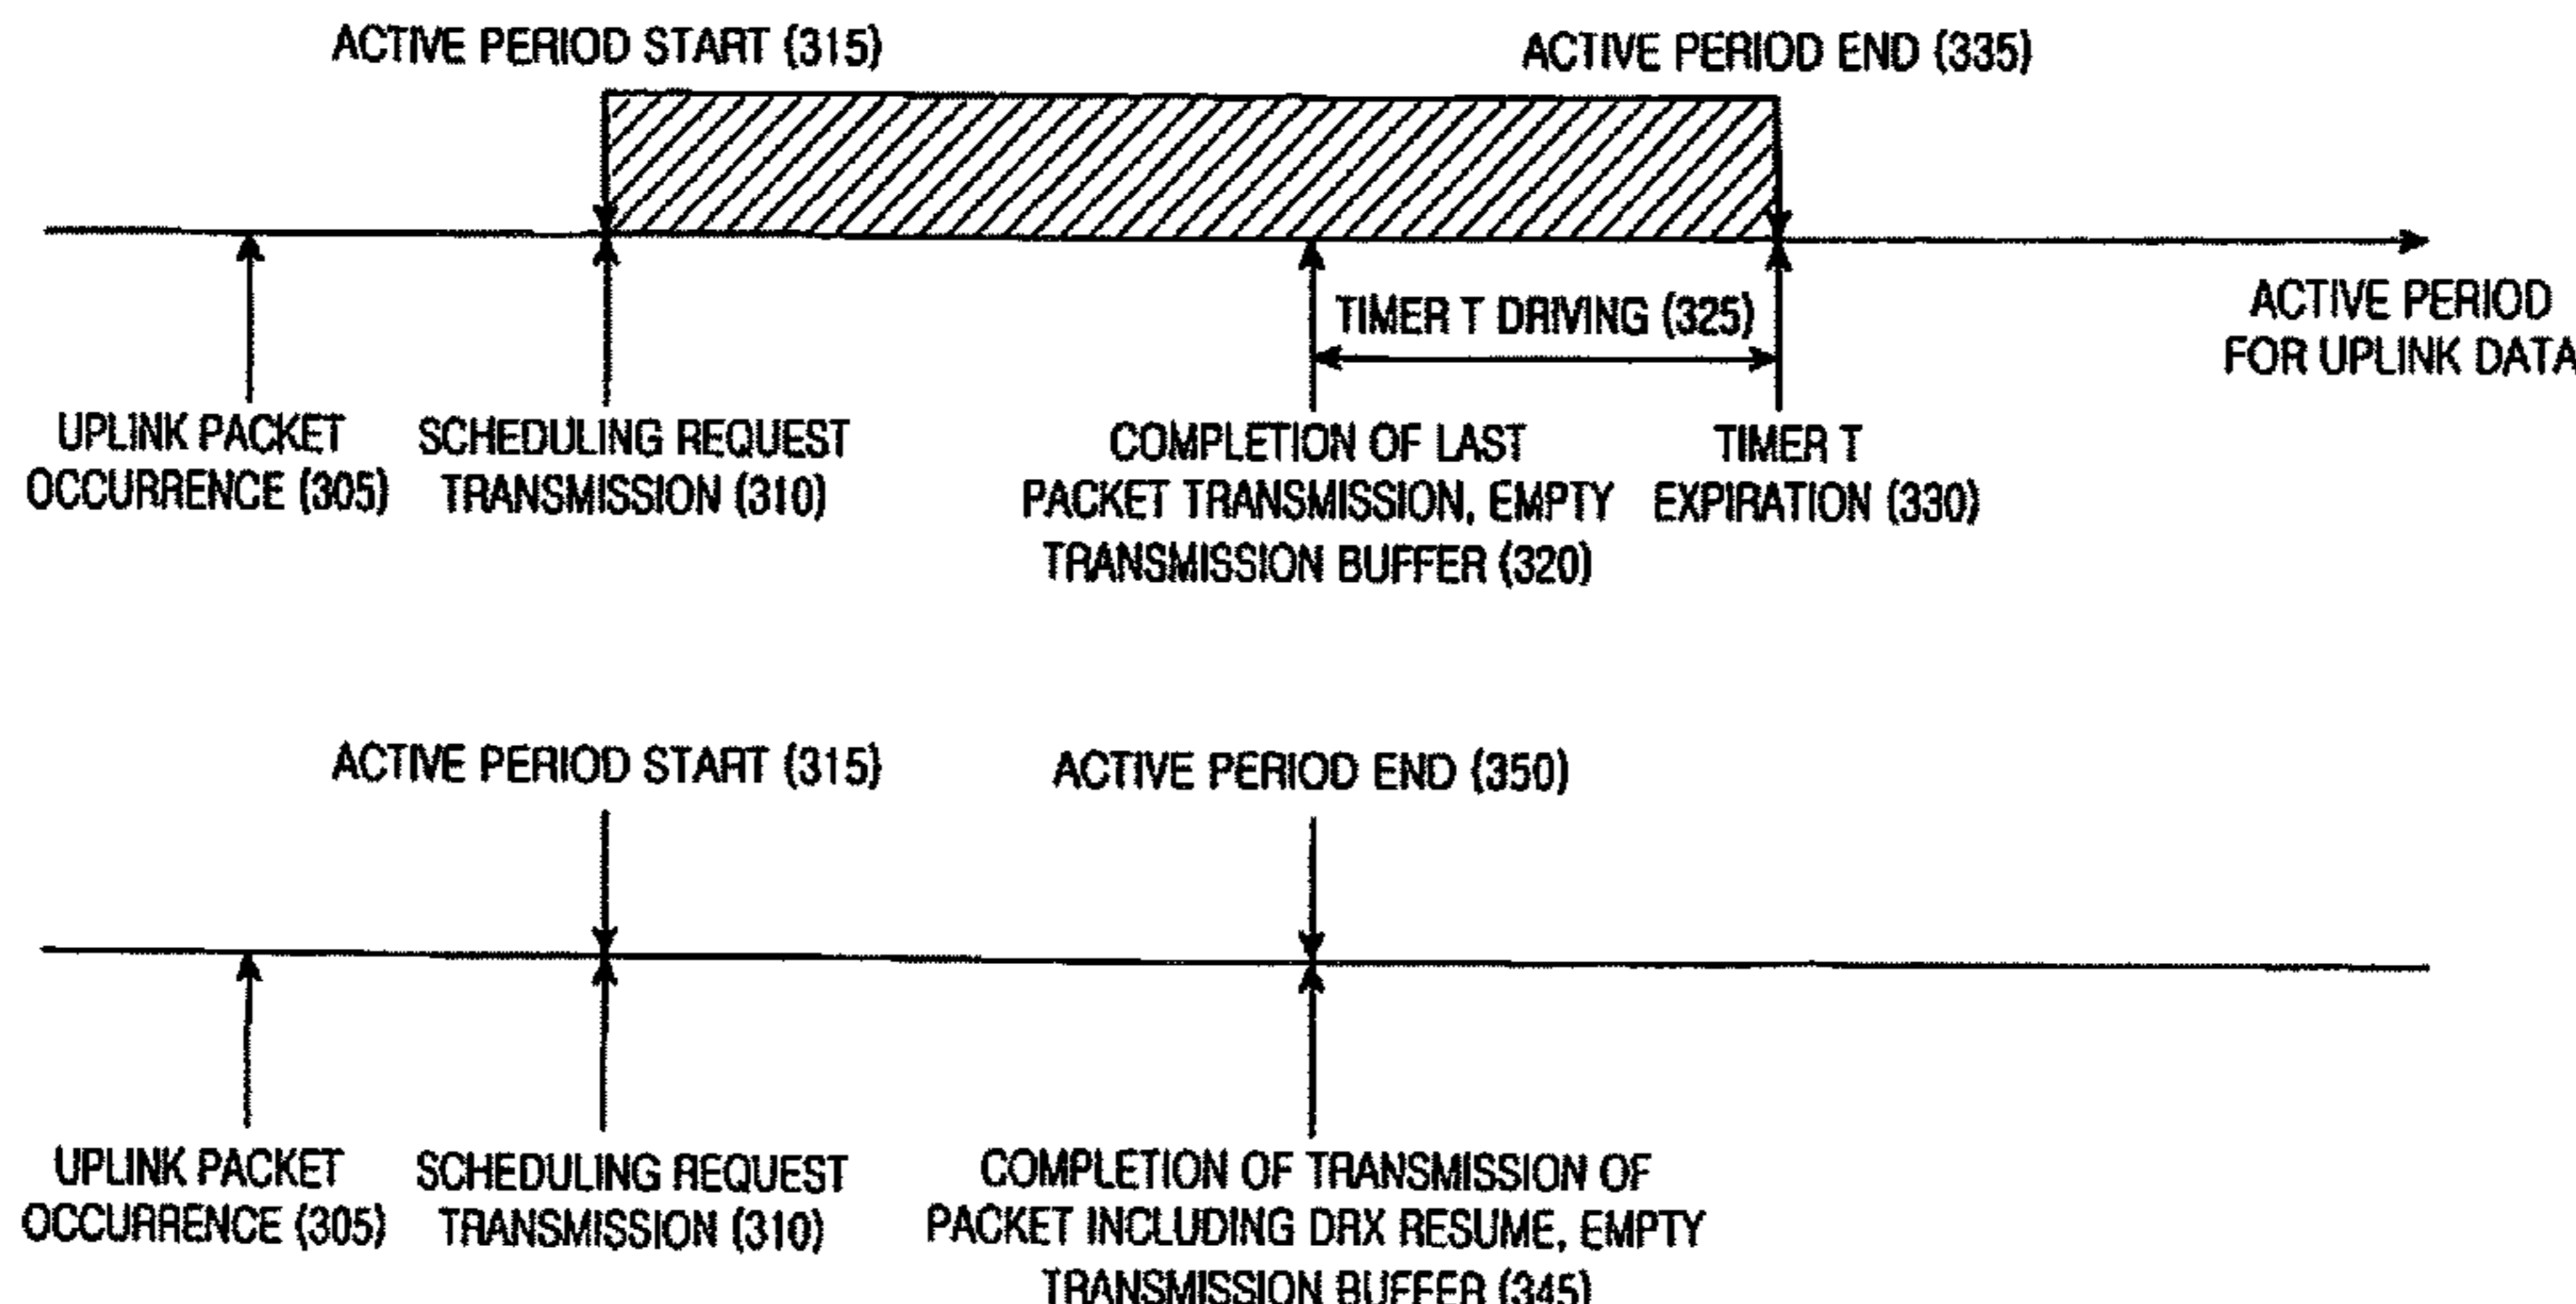 ACTIVE PERIOD START (315)
ACTIVE PERIOD END (335)
TIMER T DRIVING (325)
ACTIVE PERIOD
FOR UPLINK DATA
UPLINK PACKET
OCCURRENCE (305)
SCHEDULING REQUEST
TRANSMISSION (310)
COMPLETION OF LAST
PACKET TRANSMISSION, EMPTY
TRANSMISSION BUFFER (320)
TIMER T
EXPIRATION (330)
ACTIVE PERIOD START (315)
ACTIVE PERIOD END (350)
UPLINK PACKET
OCCURRENCE (305)
SCHEDULING REQUEST
TRANSMISSION (310)
COMPLETION OF TRANSMISSION OF
PACKET INCLUDING DRX RESUME, EMPTY
TRANSMISSION BUFFER (345)